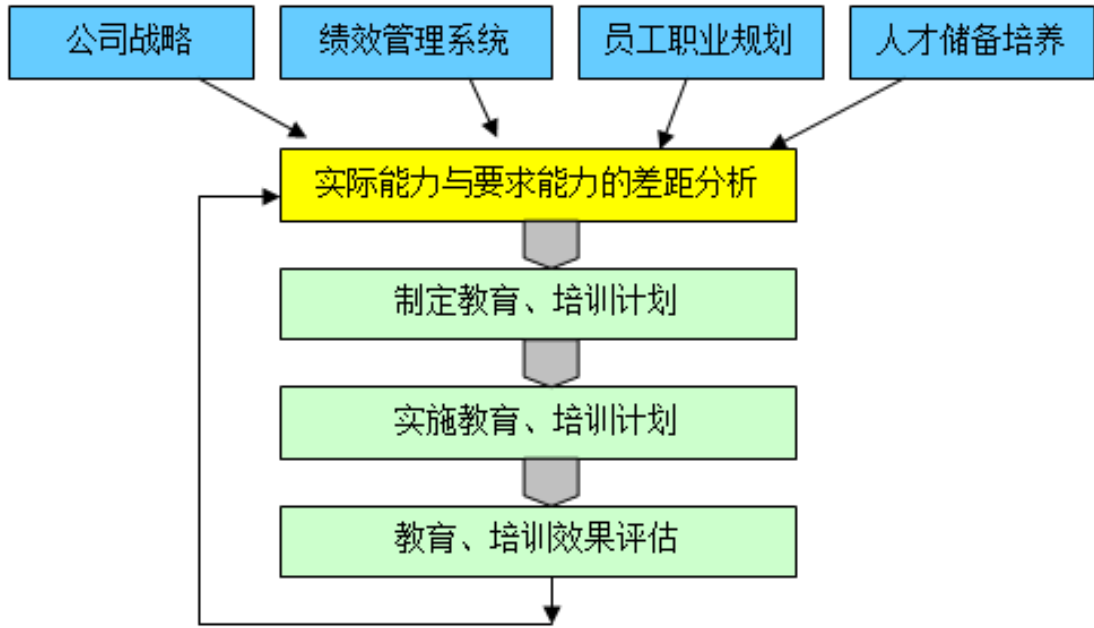 公司战略
绩效管理系统
员工职业规划
人才储备培养
实际能力与要求能力的差距分析
制定教育、培训计划
实施教育、培训计划
教育、培训效果评估